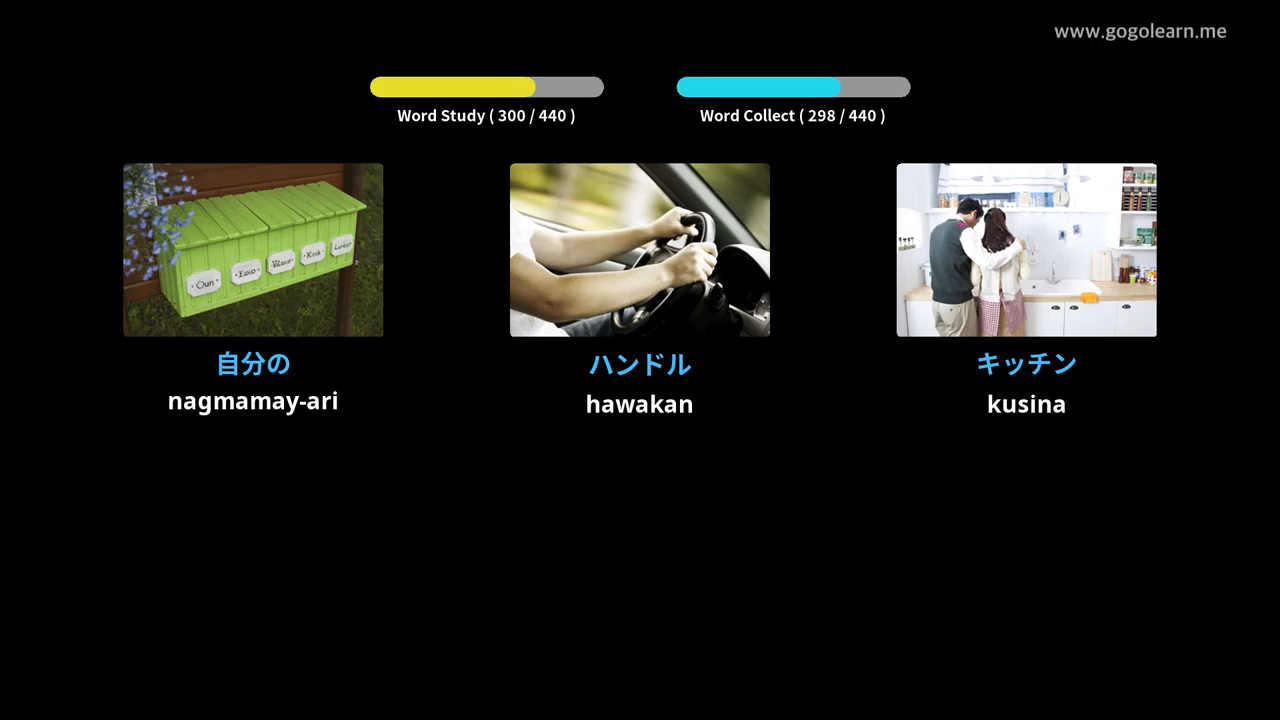 www.gogolearn.me
Word Study ( 300 / 440 )
Word Collect ( 298 / 440 )
自分の
nagmamay-ari
ハンドル
hawakan
キッチン
kusina